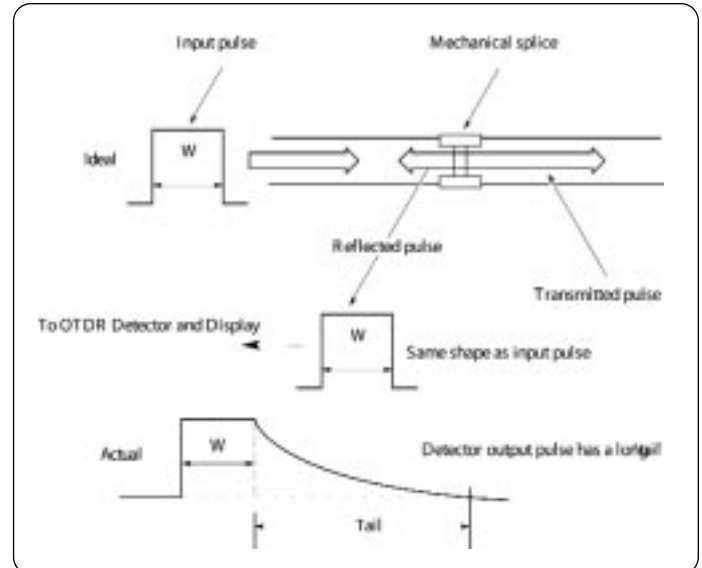 Input pulse
Mechanical splice
Ideal
W
Reflected pulse
Transmitted pulse
To OTDR Detector and Display
W
Same shape as input pulse
Actual
W
Detector output pulse has a long tail
Tail